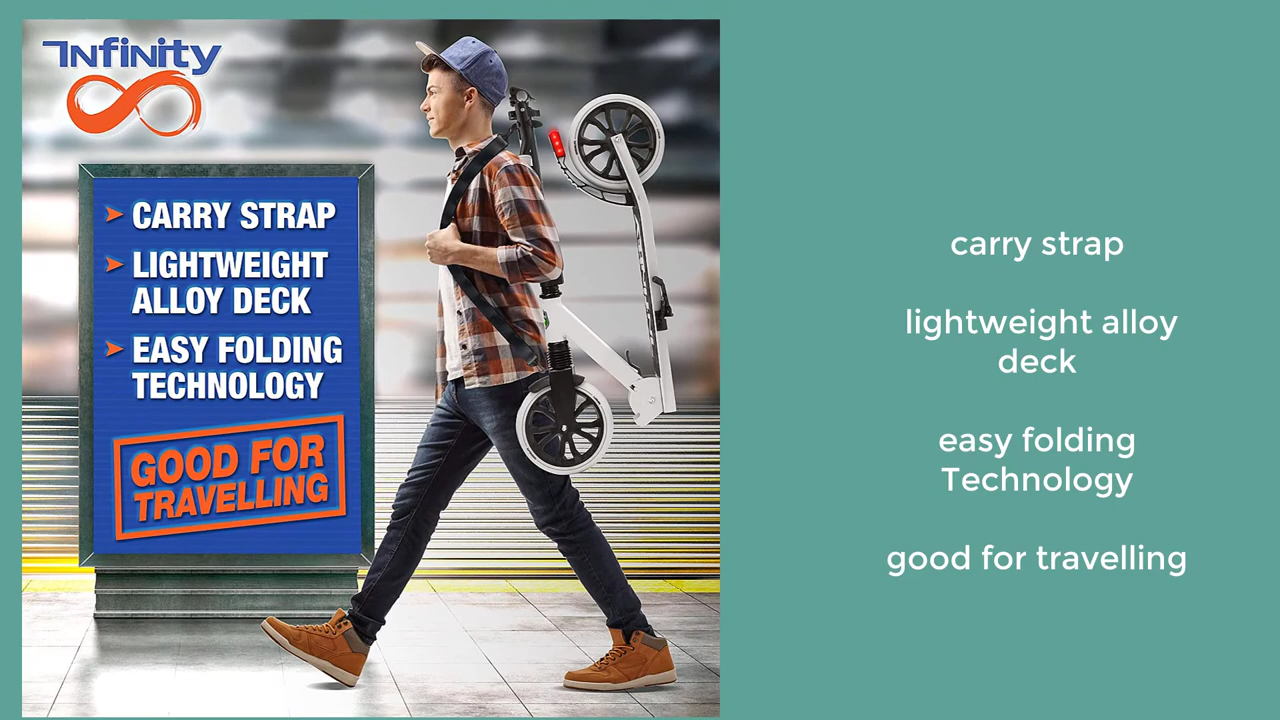 Infinity
CARRY STRAP
LIGHTWEIGHT
ALLOY DECK
EASY FOLDING
TECHNOLOGY
GOOD FOR
TRAVELLING
carry strap
lightweight alloy
deck
easy folding
Technology
good for travelling